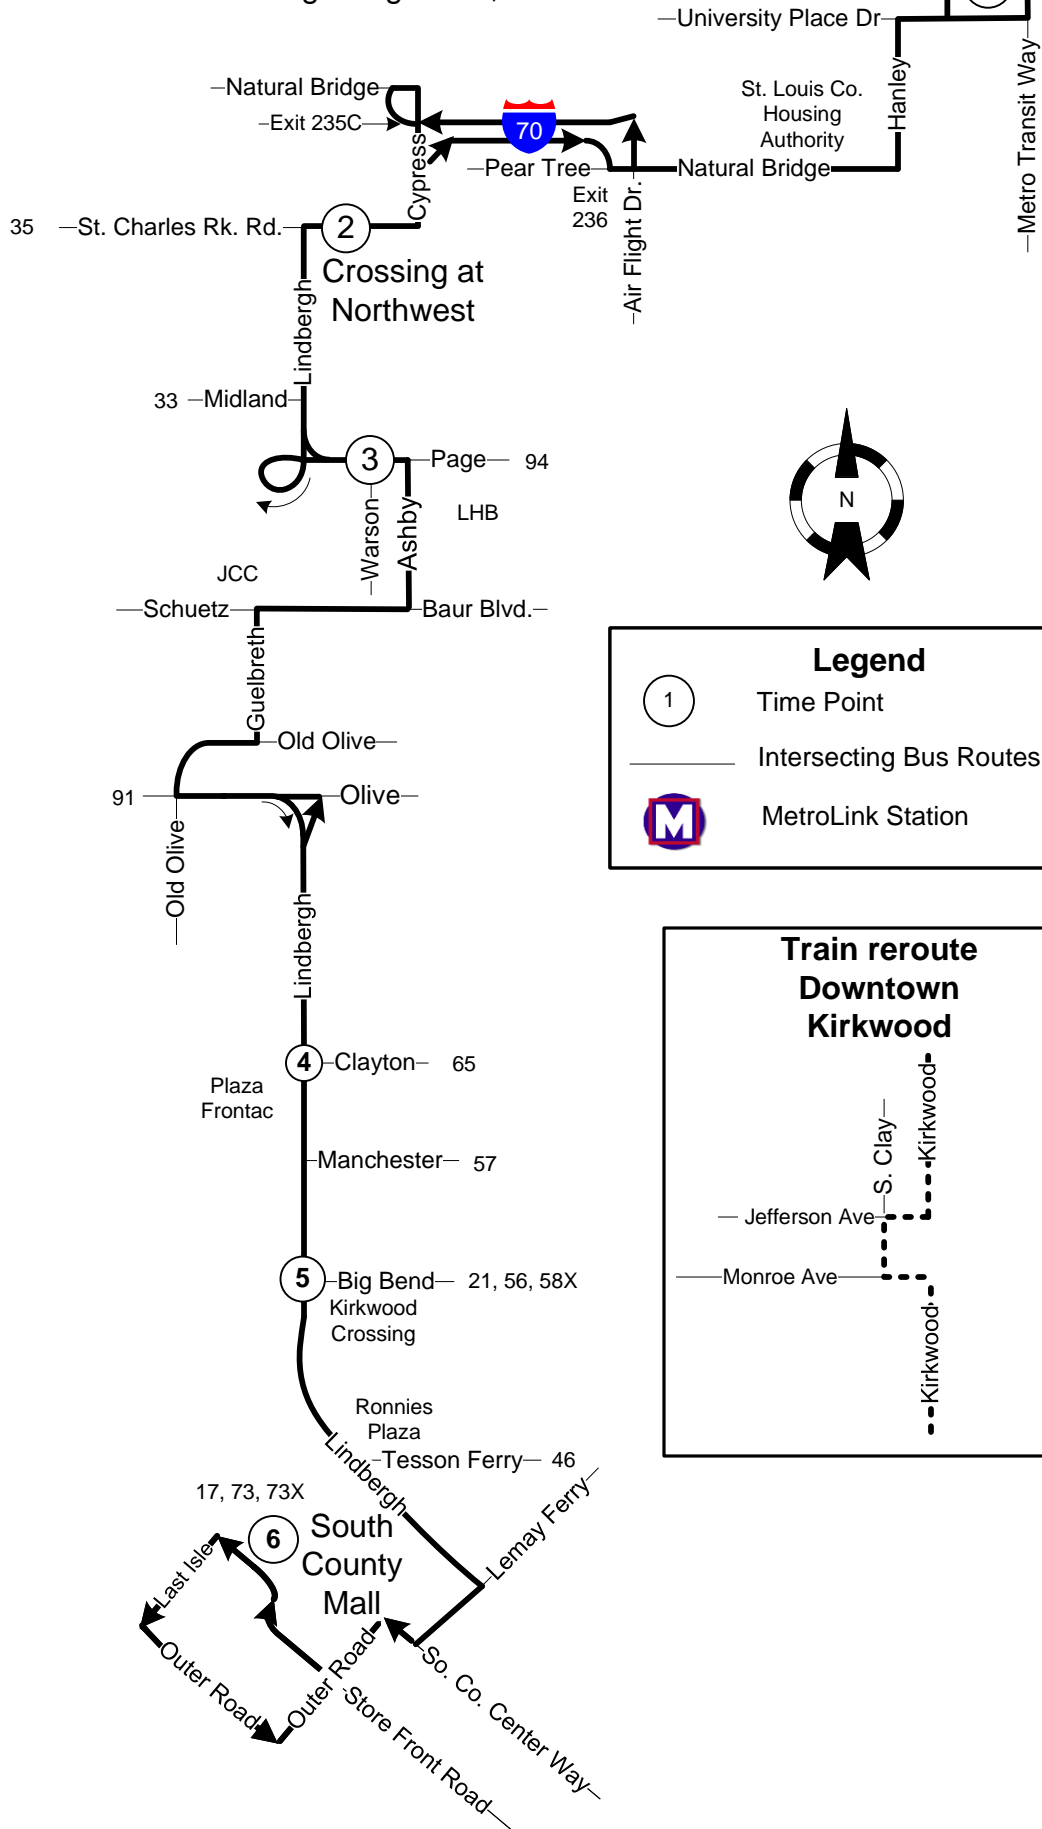 University Place Dr
Metro Transit Way
Hanley
Natural Bridge
Exit 235C
70
St. Louis Co.
Housing
Authority
Cypress
Pear Tree
Natural Bridge
Exit
236
Air Flight Dr.
35
St. Charles Rk. Rd.
2
Crossing at
Northwest
Lindbergh
33
Midland
3
Page
94
Warson
Ashby
LHB
N
JCC
Schuetz
Baur Blvd.
Guelbreth
Old Olive
91
Olive
Old Olive
Lindbergh
Legend
1
Time Point
Intersecting Bus Routes
M
MetroLink Station
4
Clayton
65
Plaza
Frontac
Manchester
57
5
Big Bend
21, 56, 58X
Kirkwood
Crossing
Train reroute
Downtown
Kirkwood
Kirkwood
S. Clay
Jefferson Ave
Monroe Ave
Kirkwood
Ronnies
Plaza
Lindbergh
Tesson Ferry
46
Lemay Ferry
17, 73, 73X
6
South
County
Mall
Last Isle
Outer Road
Outer Road
Store Front Road
So. Co. Center Way